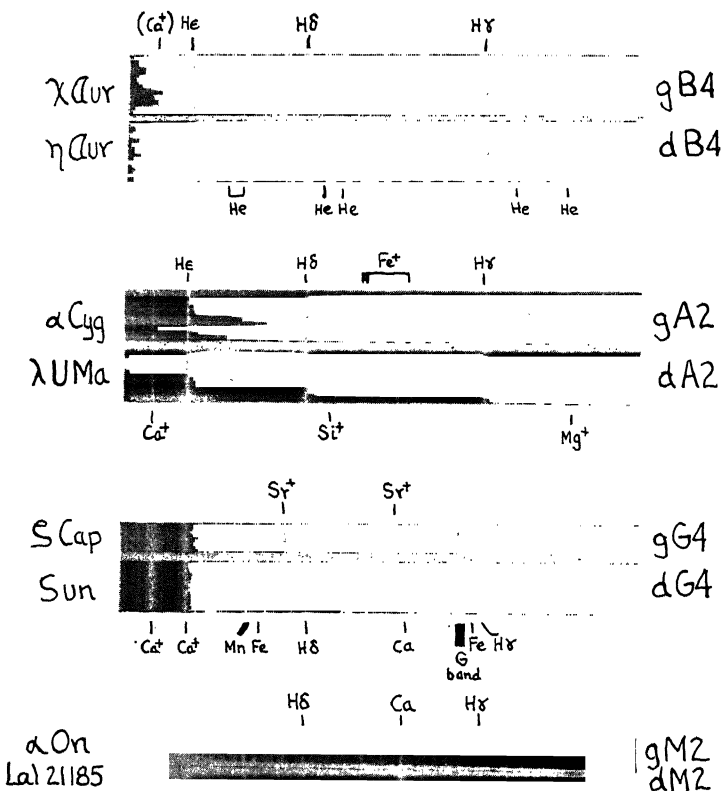 (Ca⁺) Hε Hδ Hγ
χ Aur gB4
η Aur dB4
He He He He He
Hε Hδ Fe⁺ Hγ
α Cyg gA2
λ UMa dA2
Ca⁺ Si⁺ Mg⁺
Sr⁺ Sr⁺
ζ Cap gG4
Sun dG4
Ca⁺ Ca⁺ Mn Fe Hδ Ca G band Fe Hγ
Hδ Ca Hγ
α Ori gM2
Lal 21185 dM2